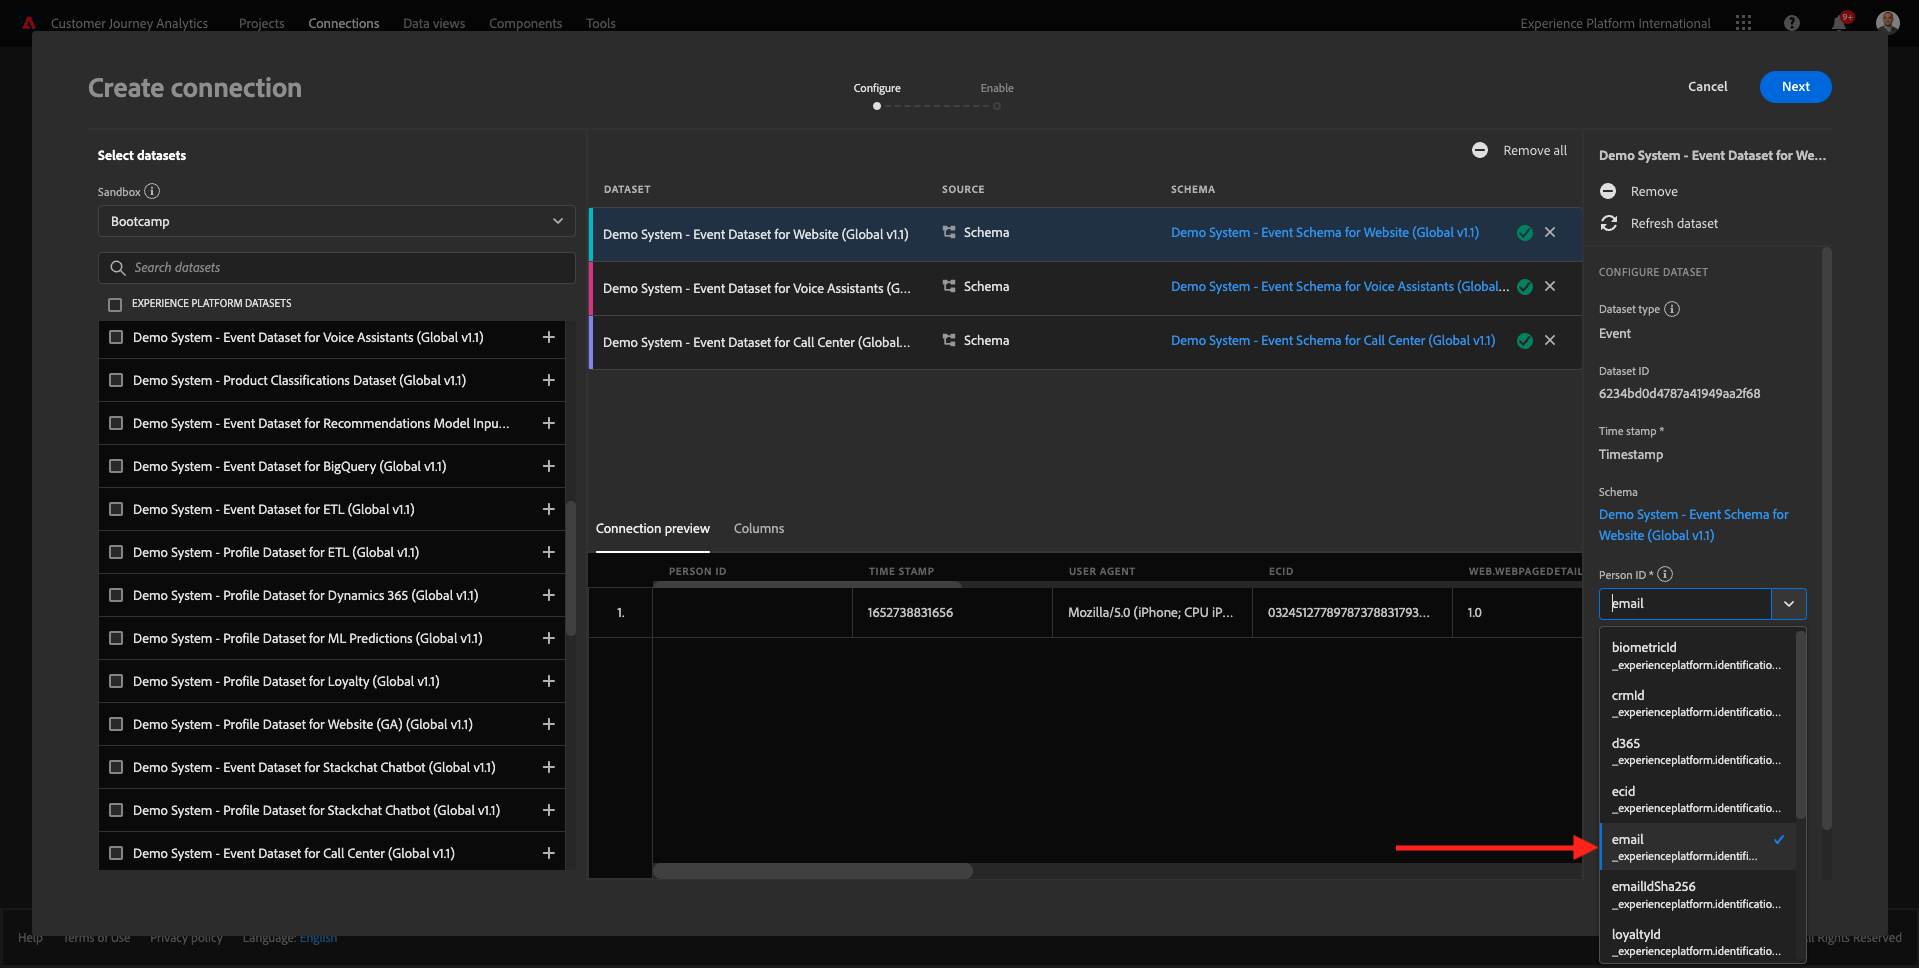 Customer Journey Analytics
Projects
Connections
Data views
Components
Tools
Experience Platform International
9+
Create connection
Configure
Enable
Cancel
Next
Select datasets
Sandbox
Bootcamp
Search datasets
EXPERIENCE PLATFORM DATASETS
Demo System - Event Dataset for Voice Assistants (Global v1.1)
Demo System - Product Classifications Dataset (Global v1.1)
Demo System - Event Dataset for Recommendations Model Inpu...
Demo System - Event Dataset for BigQuery (Global v1.1)
Demo System - Event Dataset for ETL (Global v1.1)
Demo System - Profile Dataset for ETL (Global v1.1)
Demo System - Profile Dataset for Dynamics 365 (Global v1.1)
Demo System - Profile Dataset for ML Predictions (Global v1.1)
Demo System - Profile Dataset for Loyalty (Global v1.1)
Demo System - Profile Dataset for Website (GA) (Global v1.1)
Demo System - Event Dataset for Stackchat Chatbot (Global v1.1)
Demo System - Profile Dataset for Stackchat Chatbot (Global v1.1)
Demo System - Event Dataset for Call Center (Global v1.1)
Remove all
DATASET SOURCE SCHEMA
Demo System - Event Dataset for Website (Global v1.1) Schema Demo System - Event Schema for Website (Global v1.1)
Demo System - Event Dataset for Voice Assistants (G... Schema Demo System - Event Schema for Voice Assistants (Global...
Demo System - Event Dataset for Call Center (Global... Schema Demo System - Event Schema for Call Center (Global v1.1)
Connection preview
Columns
PERSON ID TIME STAMP USER AGENT ECID WEB.WEBPAGEDETAIL
1. 1652738831656 Mozilla/5.0 (iPhone; CPU iP... 03245127789787378831793... 1.0
Demo System - Event Dataset for We...
Remove
Refresh dataset
CONFIGURE DATASET
Dataset type
Event
Dataset ID
6234bd0d4787a41949aa2f68
Time stamp *
Timestamp
Schema
Demo System - Event Schema for
Website (Global v1.1)
Person ID *
email
biometricId
_experienceplatform.identificatio...
crmId
_experienceplatform.identificatio...
d365
_experienceplatform.identificatio...
ecid
_experienceplatform.identificatio...
email
_experienceplatform.identifi...
emailIdSha256
_experienceplatform.identificatio...
loyaltyId
_experienceplatform.identificatio...
Help
Terms of Use
Privacy policy
Language: English
Rights Reserved